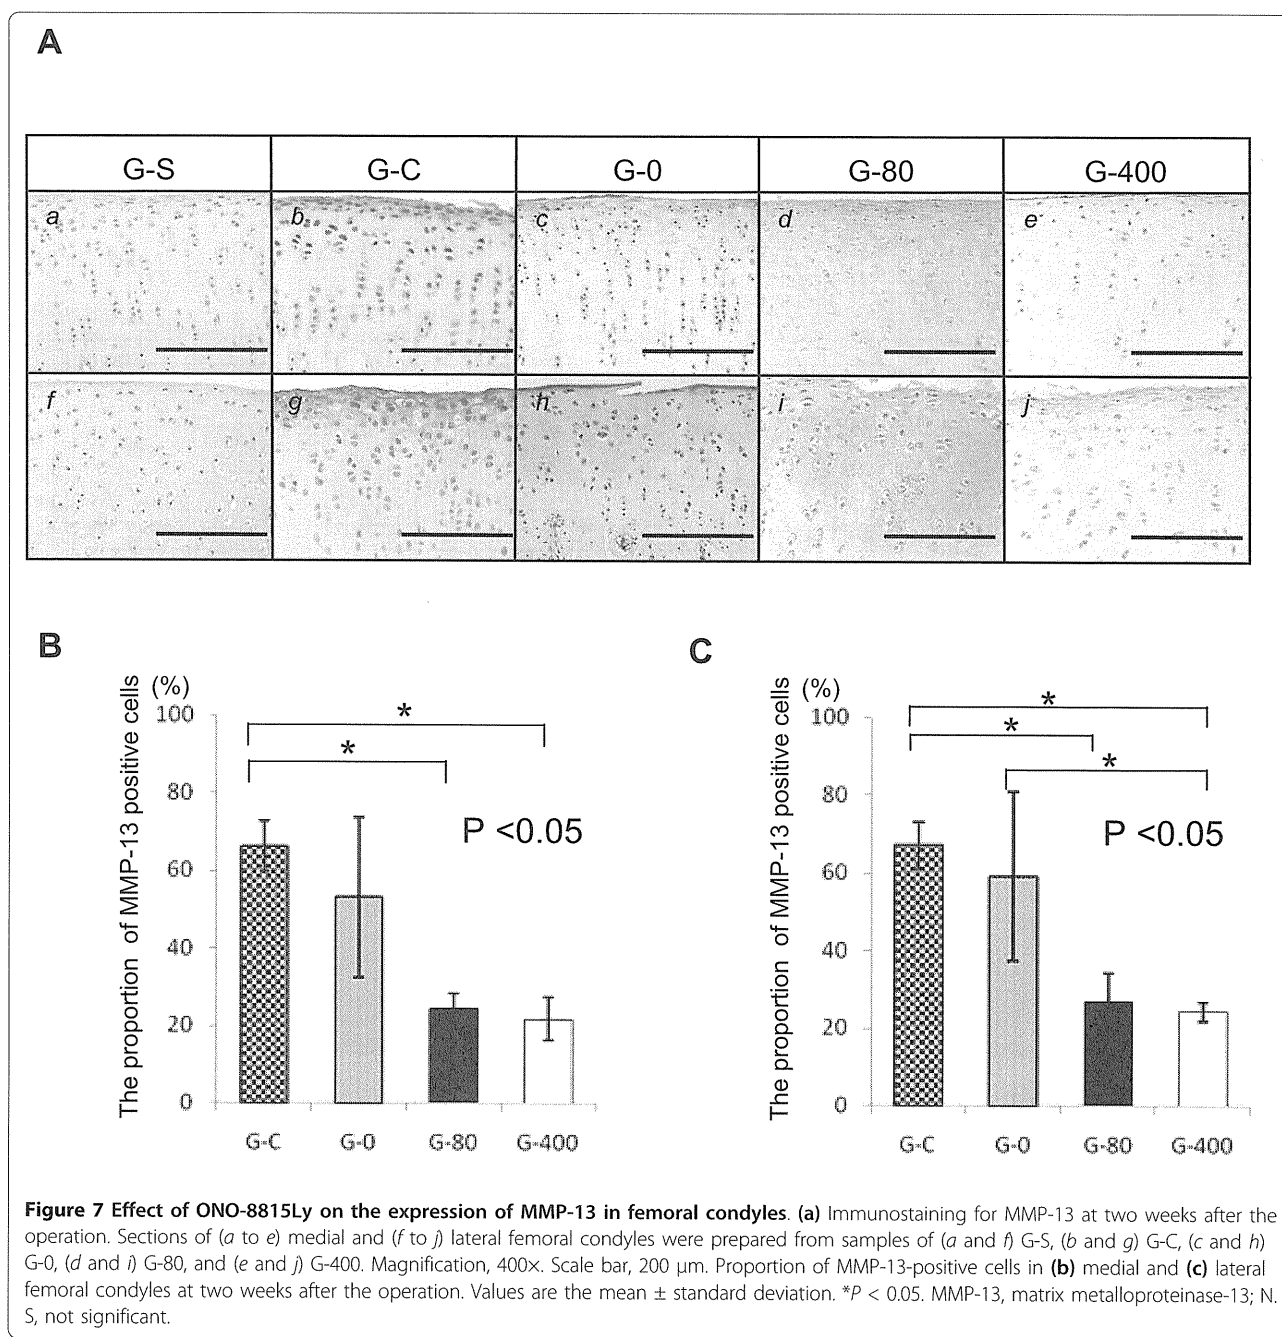 A
G-S G-C G-0 G-80 G-400
a b c d e
f g h i j
B
(%)
The proportion of MMP-13 positive cells
100
80
60
40
20
0
* *
P <0.05
G-C G-0 G-80 G-400
C
(%)
The proportion of MMP-13 positive cells
100
80
60
40
20
0
* * *
P <0.05
G-C G-0 G-80 G-400
Figure 7 Effect of ONO-8815Ly on the expression of MMP-13 in femoral condyles. (a) Immunostaining for MMP-13 at two weeks after the
operation. Sections of (a to e) medial and (f to j) lateral femoral condyles were prepared from samples of (a and f) G-S, (b and g) G-C, (c and h)
G-0, (d and i) G-80, and (e and j) G-400. Magnification, 400×. Scale bar, 200 μm. Proportion of MMP-13-positive cells in (b) medial and (c) lateral
femoral condyles at two weeks after the operation. Values are the mean ± standard deviation. *P < 0.05. MMP-13, matrix metalloproteinase-13; N.
S, not significant.